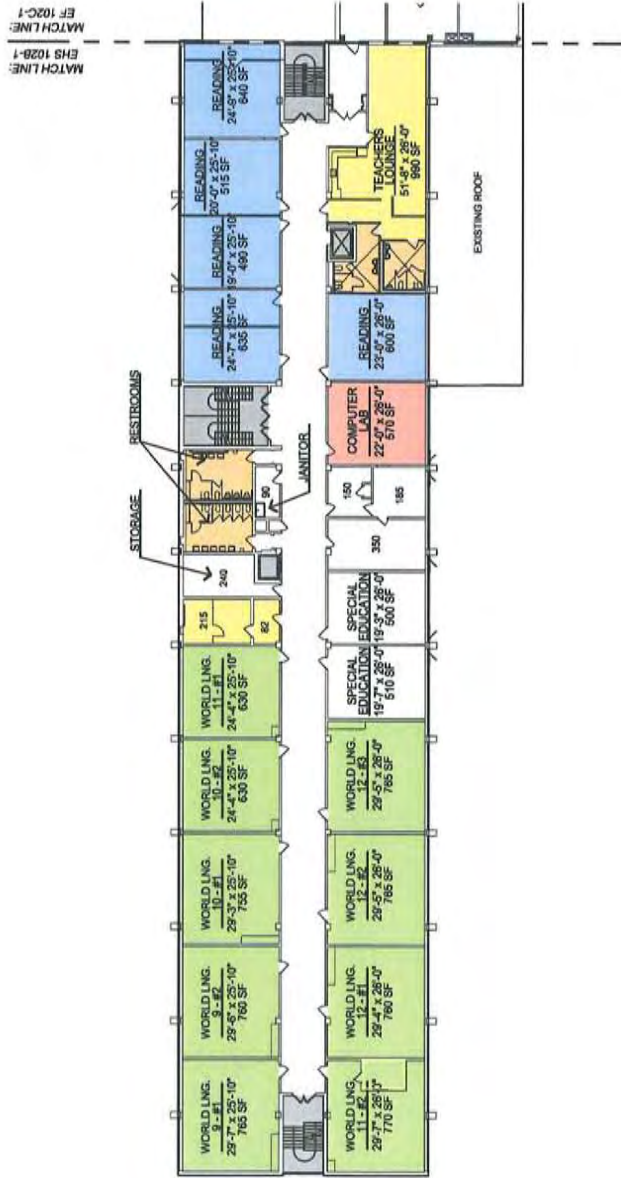 MATCH LINE:
EF 102C-1
MATCH LINE:
EHS 102B-1
READING
24'-9" x 25'-10"
640 SF
READING
20'-0" x 25'-10"
515 SF
READING
19'-0" x 25'-10"
490 SF
READING
24'-7" x 25'-10"
635 SF
RESTROOMS
STORAGE
JANITOR
90
240
215
82
WORLD LNG.
11 - #1
24'-4" x 25'-10"
630 SF
WORLD LNG.
10 - #2
24'-4" x 25'-10"
630 SF
WORLD LNG.
10 - #1
29'-3" x 25'-10"
755 SF
WORLD LNG.
9 - #2
29'-6" x 25'-10"
760 SF
WORLD LNG.
9 - #1
29'-7" x 25'-10"
765 SF
TEACHERS
LOUNGE
51'-8" x 26'-0"
990 SF
EXISTING ROOF
READING
23'-0" x 26'-0"
600 SF
COMPUTER
LAB
22'-0" x 26'-0"
570 SF
150
185
350
SPECIAL
EDUCATION
19'-3" x 26'-0"
500 SF
SPECIAL
EDUCATION
19'-7" x 26'-0"
510 SF
WORLD LNG.
12 - #3
29'-5" x 26'-0"
765 SF
WORLD LNG.
12 - #2
29'-5" x 26'-0"
765 SF
WORLD LNG.
12 - #1
29'-4" x 26'-0"
760 SF
WORLD LNG.
11 - #2
29'-7" x 26'-0"
770 SF